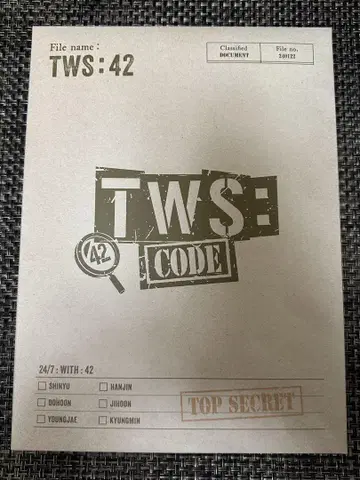 File name :
TWS : 42
Classified
DOCUMENT
File no.
240122
TWS:
42
CODE
24/7 : WITH : 42
SHINYU
HANJIN
DOHOON
JIHOON
YOUNGJAE
KYUNGMIN
TOP SECRET